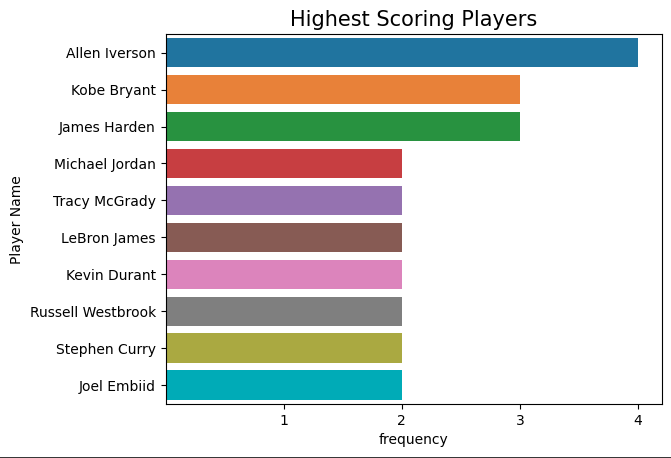 Highest Scoring Players
Player Name
Allen Iverson
Kobe Bryant
James Harden
Michael Jordan
Tracy McGrady
LeBron James
Kevin Durant
Russell Westbrook
Stephen Curry
Joel Embiid
1 2 3 4
frequency